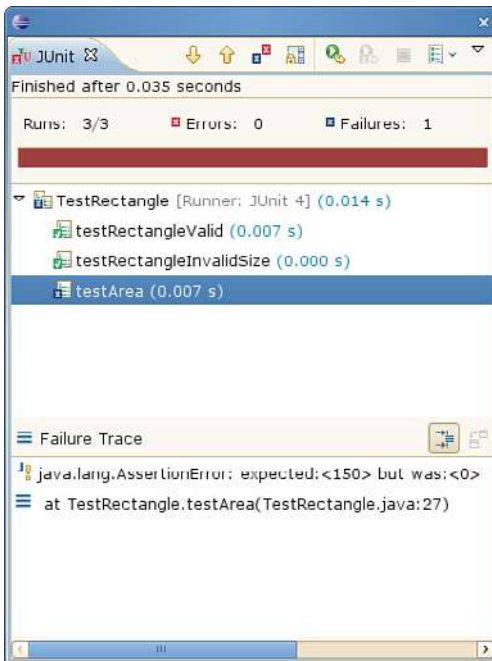 JUnit
Finished after 0.035 seconds
Runs: 3/3 Errors: 0 Failures: 1
TestRectangle [Runner: JUnit 4] (0.014 s)
testRectangleValid (0.007 s)
testRectangleInvalidSize (0.000 s)
testArea (0.007 s)
Failure Trace
java.lang.AssertionError: expected:<150> but was:<0>
at TestRectangle.testArea(TestRectangle.java:27)